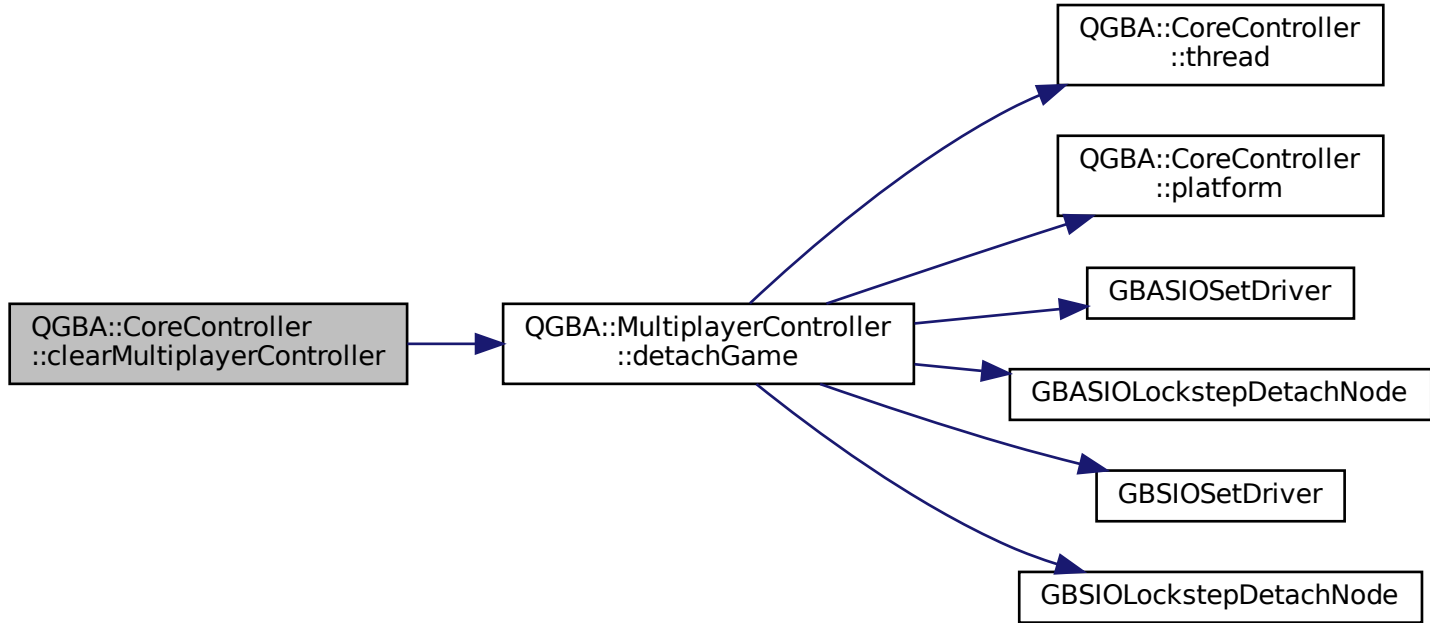 QGBA::CoreController
::clearMultiplayerController
QGBA::MultiplayerController
::detachGame
QGBA::CoreController
::thread
QGBA::CoreController
::platform
GBASIOSetDriver
GBASIOLockstepDetachNode
GBSIOSetDriver
GBSIOLockstepDetachNode